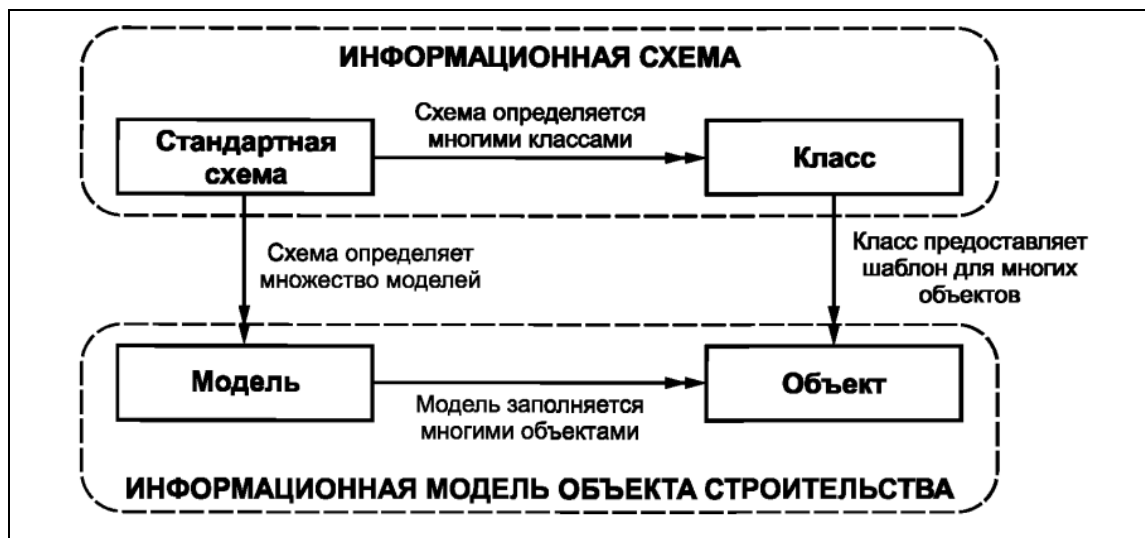 ИНФОРМАЦИОННАЯ СХЕМА
Стандартная
схема
Схема определяется
многими классами
Класс
Схема определяет
множество моделей
Класс предоставляет
шаблон для многих
объектов
Модель
Модель заполняется
многими объектами
Объект
ИНФОРМАЦИОННАЯ МОДЕЛЬ ОБЪЕКТА СТРОИТЕЛЬСТВА